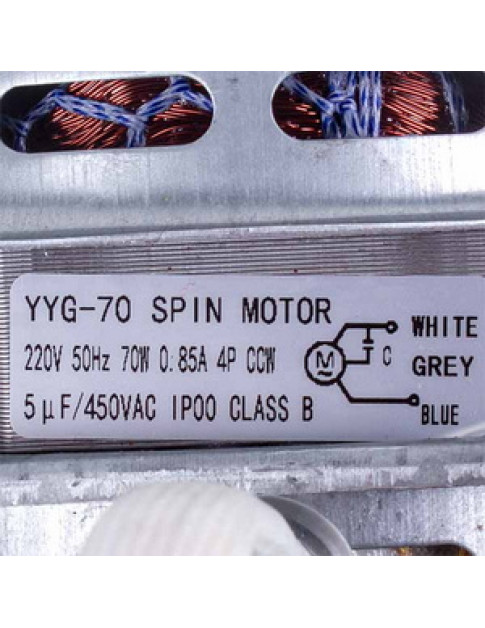 YYG-70 SPIN MOTOR
220V 50Hz 70W 0.85A 4P CCW
5μF/450VAC IP00 CLASS B
M
C
WHITE
GREY
BLUE